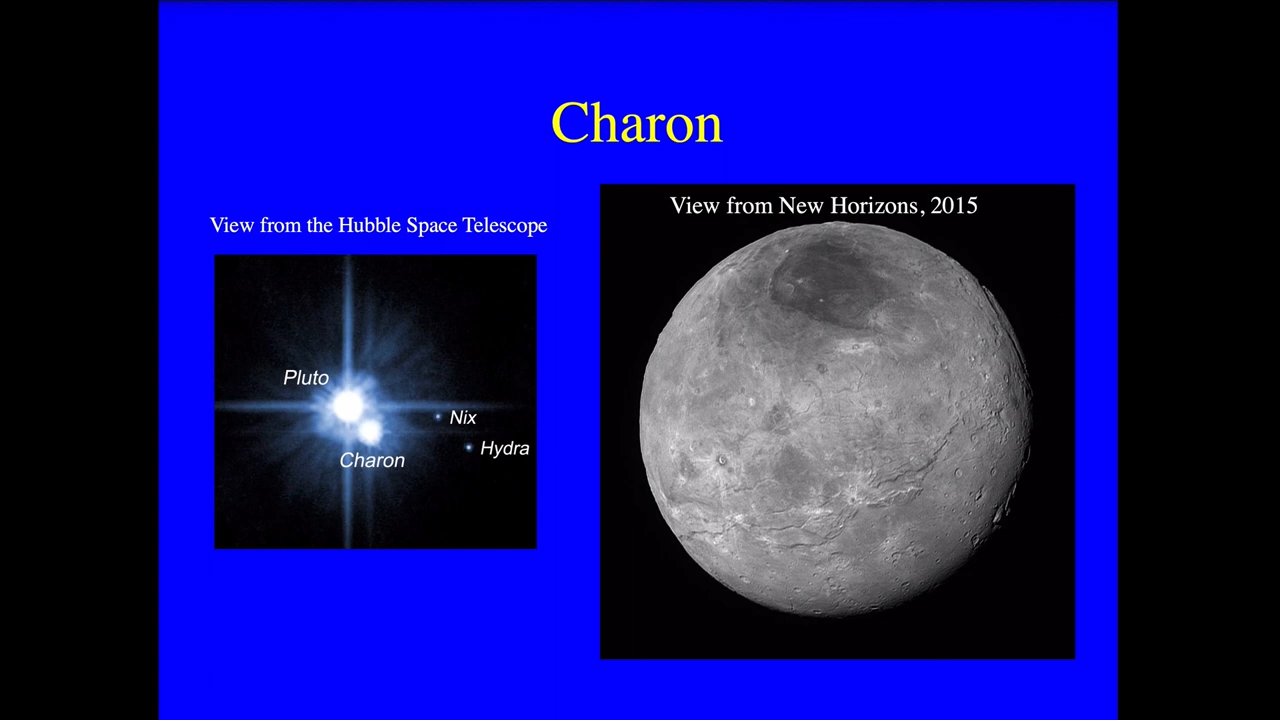 Charon
View from the Hubble Space Telescope
Pluto
Nix
Hydra
Charon
View from New Horizons, 2015